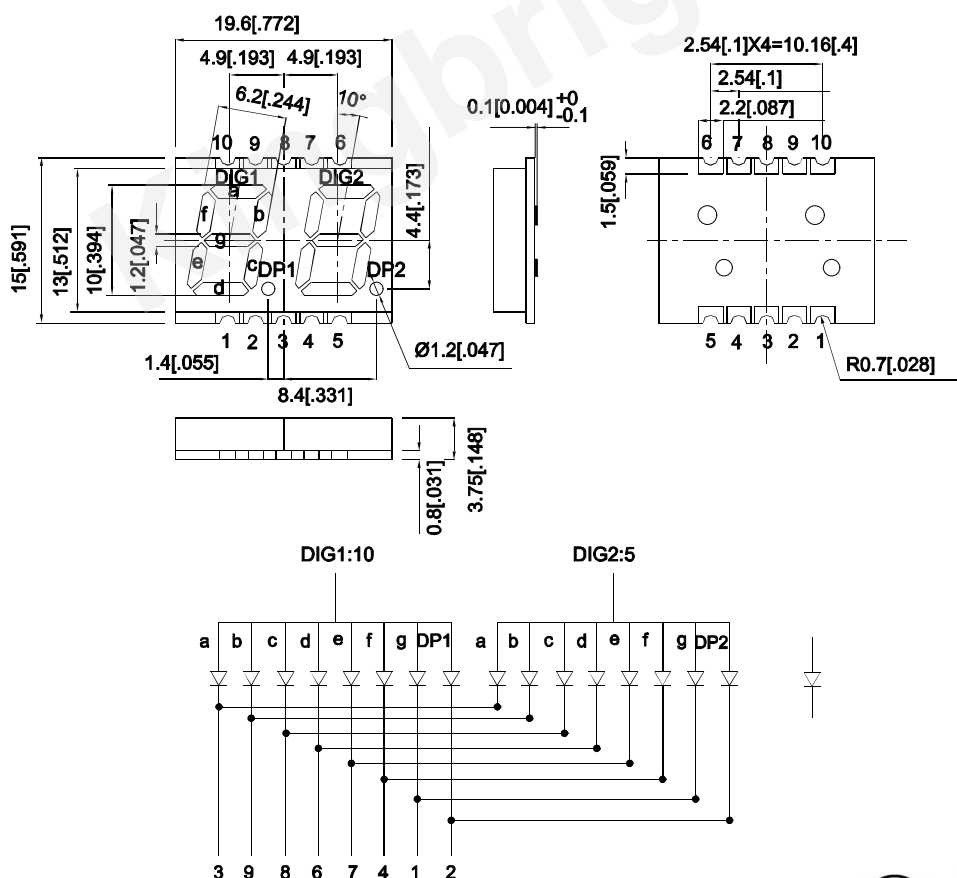 Kingbrig
19.6[.772]
4.9[.193] 4.9[.193]
6.2[.244] 10°
10 9 8 7 6
DIG1 DIG2
a
f b
g
e c
d
DP1 DP2
1 2 3 4 5
15[.591]
13[.512]
10[.394]
1.2[.047]
4.4[.173]
Ø1.2[.047]
1.4[.055]
8.4[.331]
0.1[0.004] +0 -0.1
2.54[.1]X4=10.16[.4]
2.54[.1]
2.2[.087]
6 7 8 9 10
1.5[.059]
5 4 3 2 1
R0.7[.028]
0.8[.031]
3.75[.148]
DIG1:10 DIG2:5
a b c d e f g DP1 a b c d e f g DP2
3 9 8 6 7 4 1 2